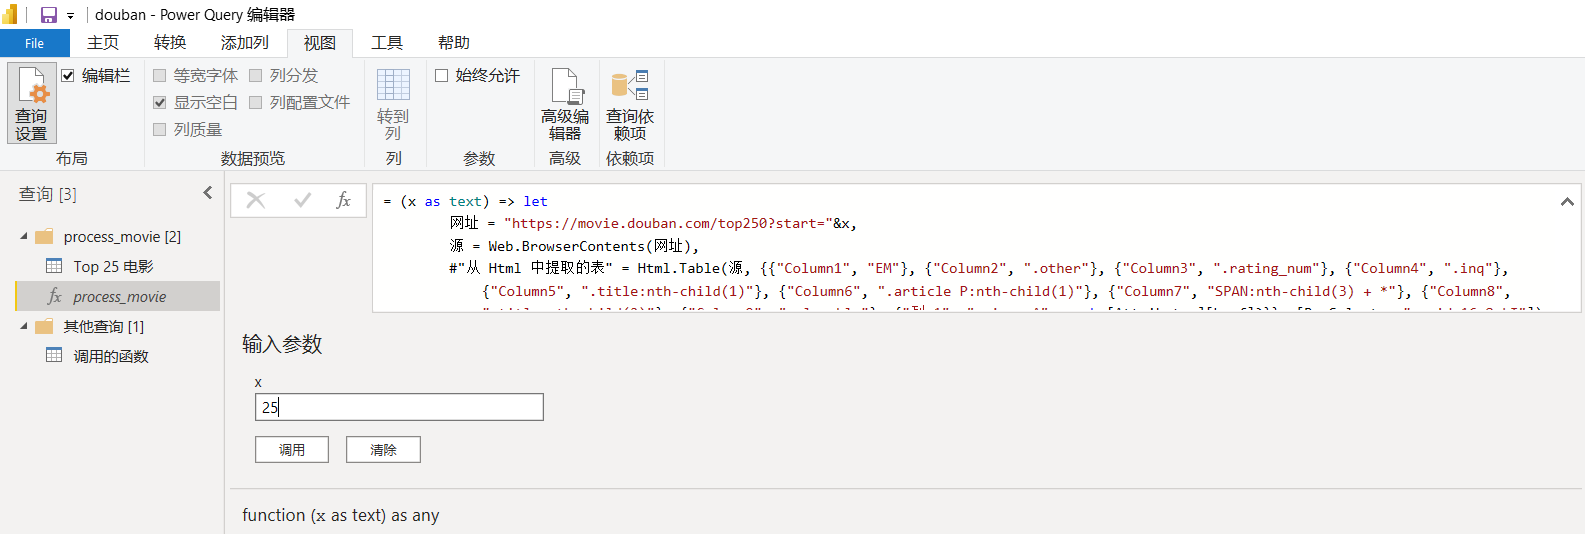 douban - Power Query 编辑器
File 主页 转换 添加列 视图 工具 帮助
查询设置
编辑栏
布局
等宽字体 列分发
显示空白 列配置文件
列质量
数据预览
转到列
列
始终允许
参数
高级编辑器
高级
查询依赖项
依赖项
查询 [3]
process_movie [2]
Top 25 电影
fx process_movie
其他查询 [1]
调用的函数
fx
= (x as text) => let
网址 = "https://movie.douban.com/top250?start="&x,
源 = Web.BrowserContents(网址),
#"从 Html 中提取的表" = Html.Table(源, {{"Column1", "EM"}, {"Column2", ".other"}, {"Column3", ".rating_num"}, {"Column4", ".inq"},
{"Column5", ".title:nth-child(1)"}, {"Column6", ".article P:nth-child(1)"}, {"Column7", "SPAN:nth-child(3) + *"}, {"Column8",
输入参数
x
25
调用 清除
function (x as text) as any